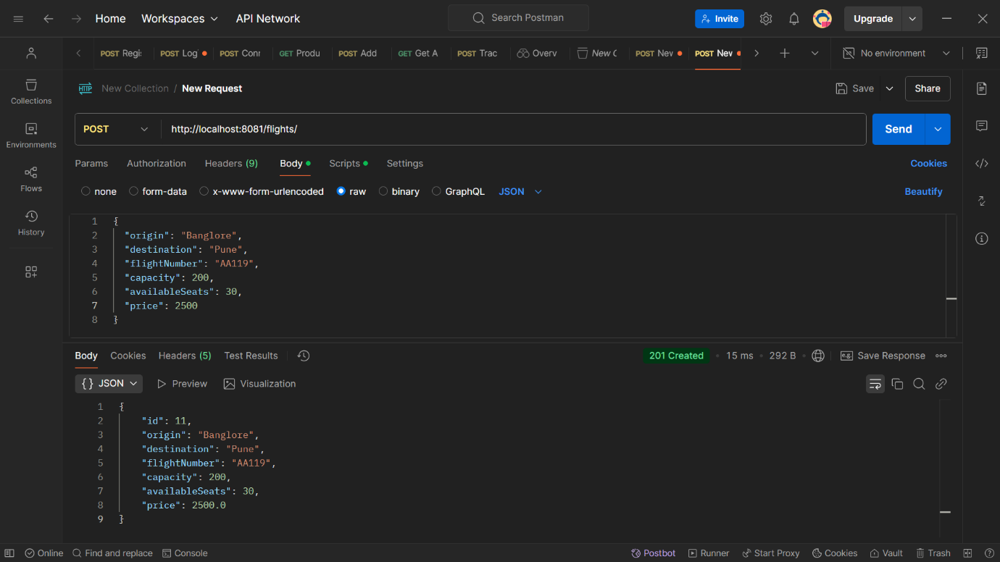 Home Workspaces API Network Search Postman Invite Upgrade
POST Regi POST Log POST Conr GET Produ POST Add GET Get A POST Trac Overv New C POST Nev POST Nev No environment
HTTP New Collection / New Request Save Share
POST http://localhost:8081/flights/ Send
Params Authorization Headers (9) Body Scripts Settings Cookies
none form-data x-www-form-urlencoded raw binary GraphQL JSON Beautify
Collections
Environments
Flows
History
1 {
2 "origin": "Banglore",
3 "destination": "Pune",
4 "flightNumber": "AA119",
5 "capacity": 200,
6 "availableSeats": 30,
7 "price": 2500
8 }
Body Cookies Headers (5) Test Results 201 Created 15 ms 292 B e.g. Save Response
{} JSON Preview Visualization
1 {
2 "id": 11,
3 "origin": "Banglore",
4 "destination": "Pune",
5 "flightNumber": "AA119",
6 "capacity": 200,
7 "availableSeats": 30,
8 "price": 2500.0
9 }
Online Find and replace Console Postbot Runner Start Proxy Cookies Vault Trash